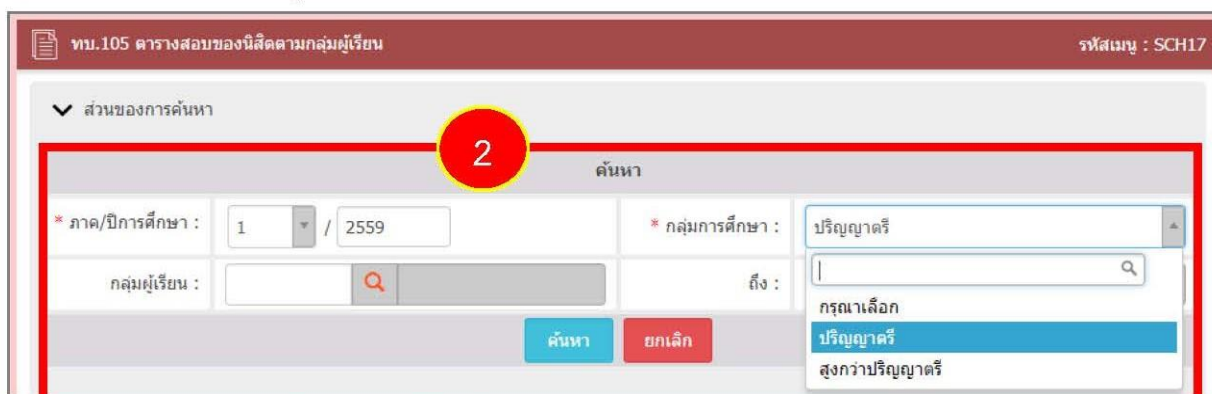 ทบ.105 ตารางสอบของนิสิตตามกลุ่มผู้เรียน รหัสเมนู : SCH17
ส่วนของการค้นหา
2
ค้นหา
* ภาค/ปีการศึกษา : 1 / 2559 * กลุ่มการศึกษา : ปริญญาตรี
กลุ่มผู้เรียน : ถึง :
กรุณาเลือก
ค้นหา ยกเลิก ปริญญาตรี
สูงกว่าปริญญาตรี